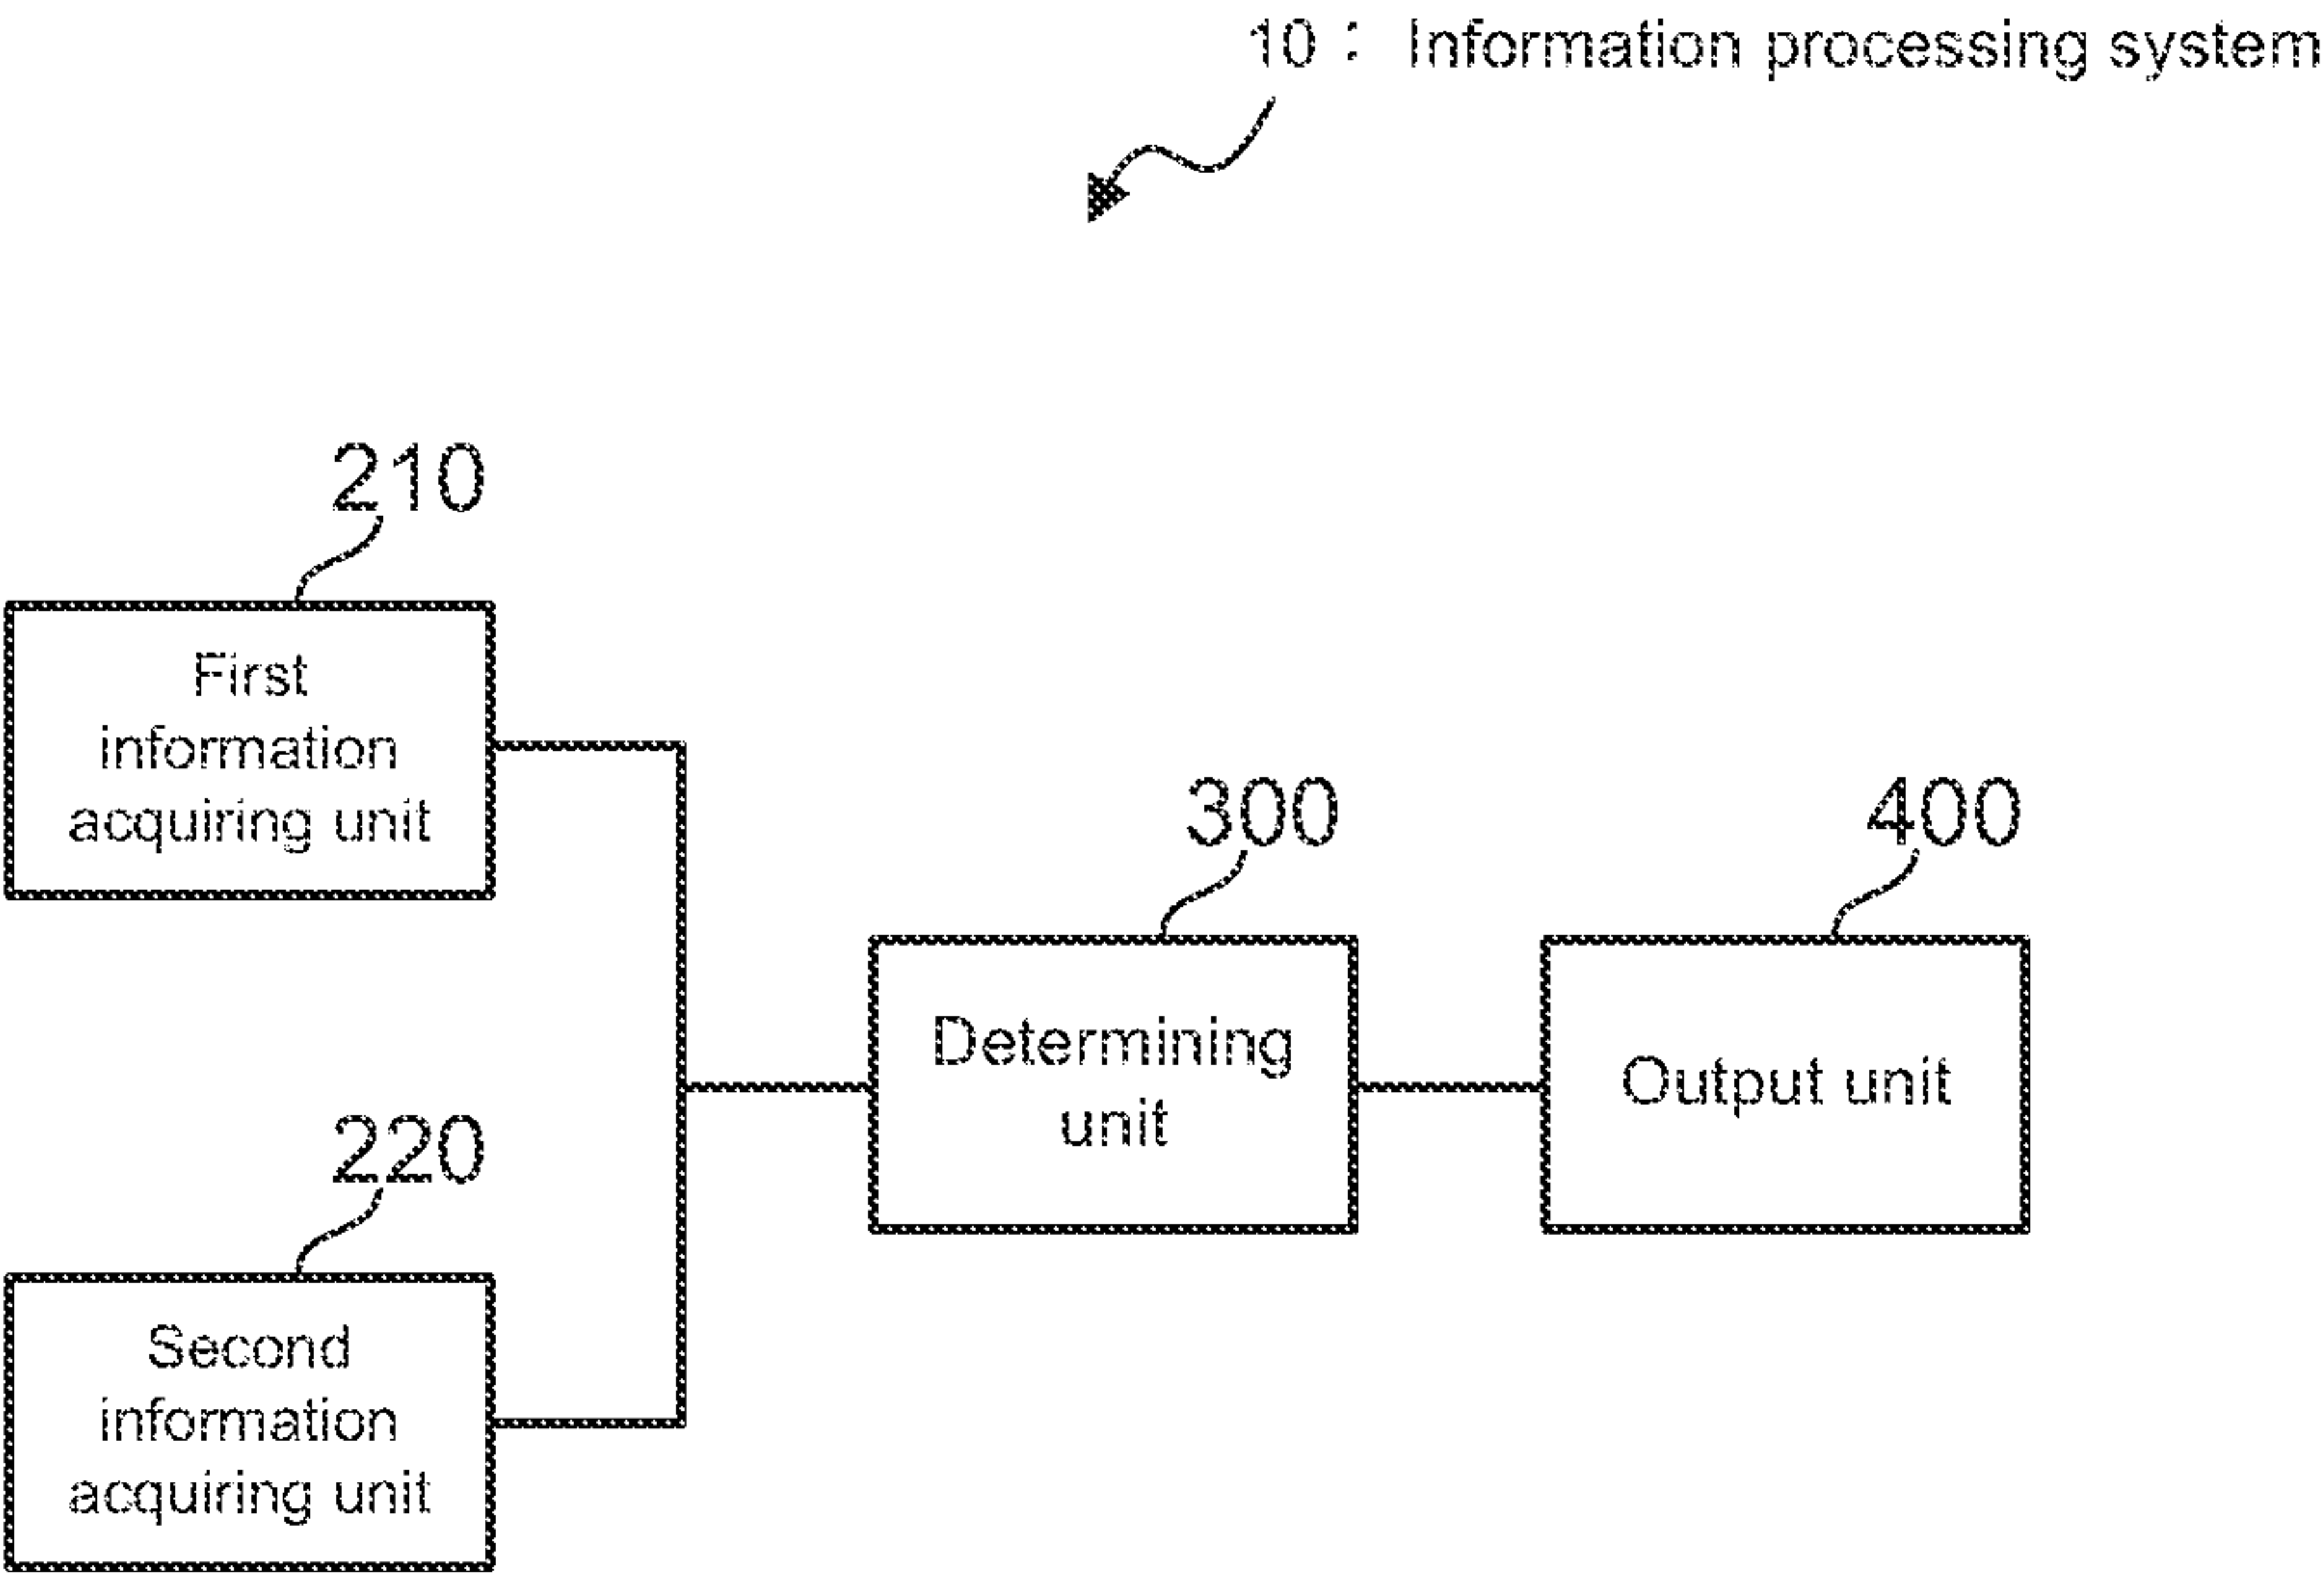 10 : Information processing system
210
First
information
acquiring unit
300
Determining
unit
400
Output unit
220
Second
information
acquiring unit